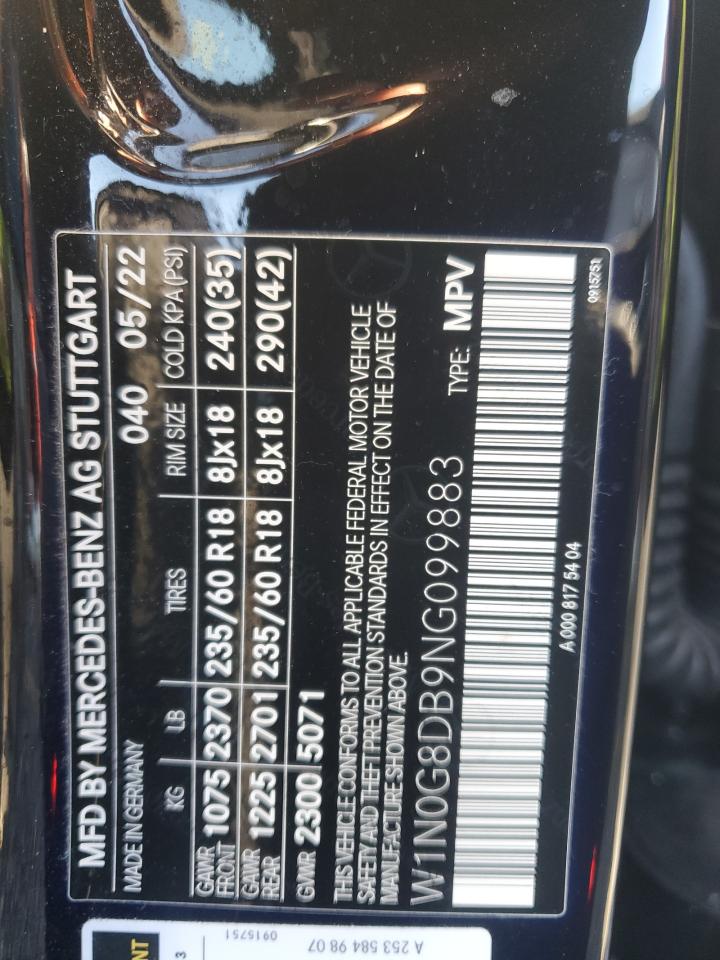 MFD BY MERCEDES-BENZ AG STUTTGART
MADE IN GERMANY 040 05/22
KG LB TIRES RIM SIZE COLD KPA (PSI)
GAWR FRONT 1075 2370 235/60 R18 8Jx18 240(35)
GAWR REAR 1225 2701 235/60 R18 8Jx18 290(42)
GVWR 2300 5071
THIS VEHICLE CONFORMS TO ALL APPLICABLE FEDERAL MOTOR VEHICLE
SAFETY AND THEFT PREVENTION STANDARDS IN EFFECT ON THE DATE OF
MANUFACTURE SHOWN ABOVE.
W1N0G8DB9NG099883 TYPE: MPV
A 000 817 54 04 0915751
NT
3
0915751
A 253 584 98 07